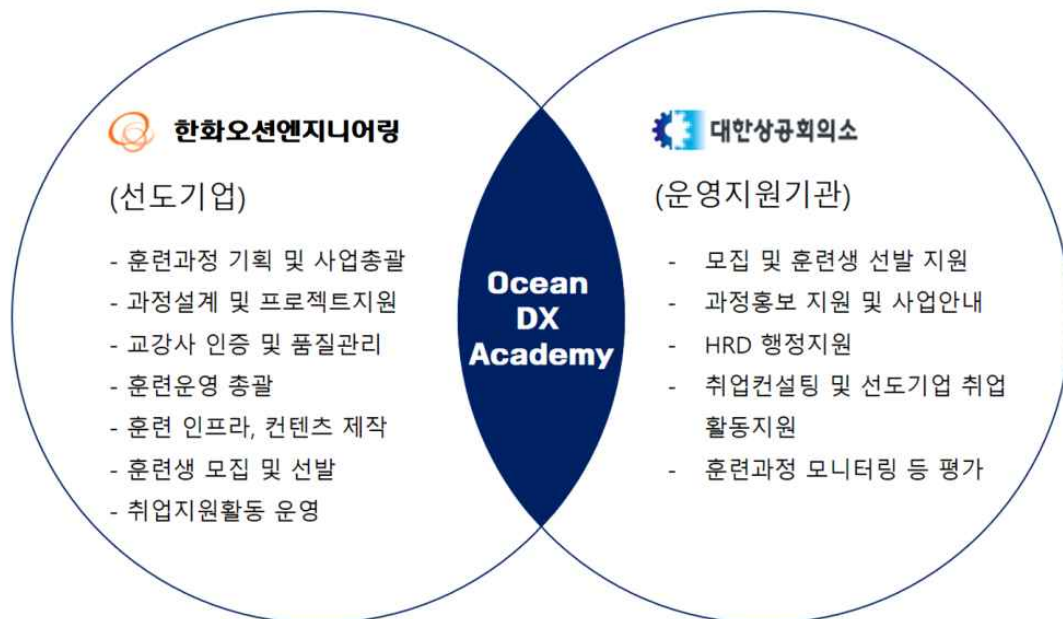 한화오션엔지니어링
(선도기업)
- 훈련과정 기획 및 사업총괄
- 과정설계 및 프로젝트지원
- 교강사 인증 및 품질관리
- 훈련운영 총괄
- 훈련 인프라, 컨텐츠 제작
- 훈련생 모집 및 선발
- 취업지원활동 운영
Ocean
DX
Academy
대한상공회의소
(운영지원기관)
- 모집 및 훈련생 선발 지원
- 과정홍보 지원 및 사업안내
- HRD 행정지원
- 취업컨설팅 및 선도기업 취업
활동지원
- 훈련과정 모니터링 등 평가